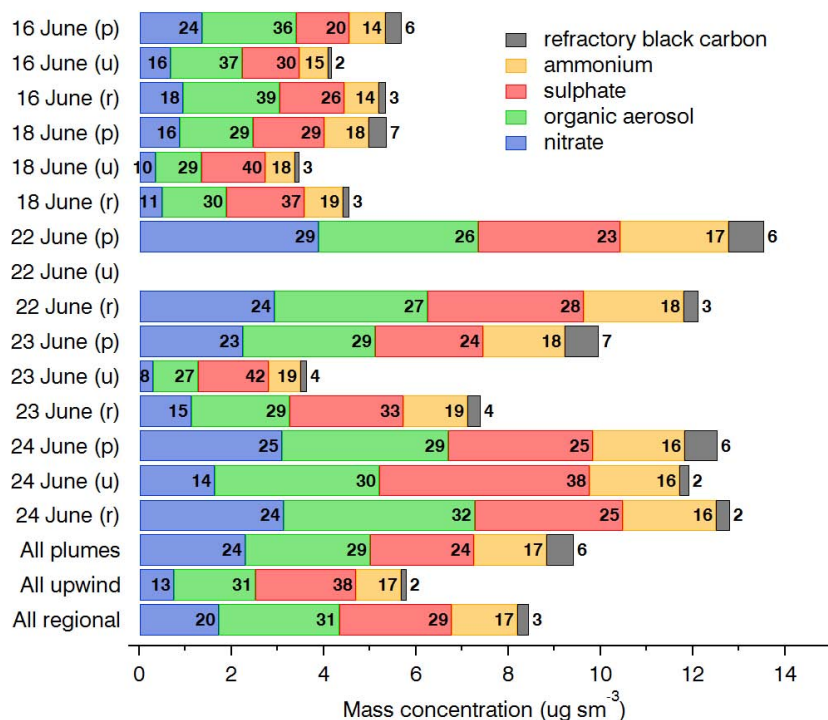 16 June (p) 24 36 20 14 6
16 June (u) 16 37 30 15 2
16 June (r) 18 39 26 14 3
18 June (p) 16 29 29 18 7
18 June (u) 10 29 40 18 3
18 June (r) 11 30 37 19 3
22 June (p) 29 26 23 17 6
22 June (u)
22 June (r) 24 27 28 18 3
23 June (p) 23 29 24 18 7
23 June (u) 8 27 42 19 4
23 June (r) 15 29 33 19 4
24 June (p) 25 29 25 16 6
24 June (u) 14 30 38 16 2
24 June (r) 24 32 25 16 2
All plumes 24 29 24 17 6
All upwind 13 31 38 17 2
All regional 20 31 29 17 3
refractory black carbon
ammonium
sulphate
organic aerosol
nitrate
0 2 4 6 8 10 12 14
Mass concentration (ug sm⁻³)